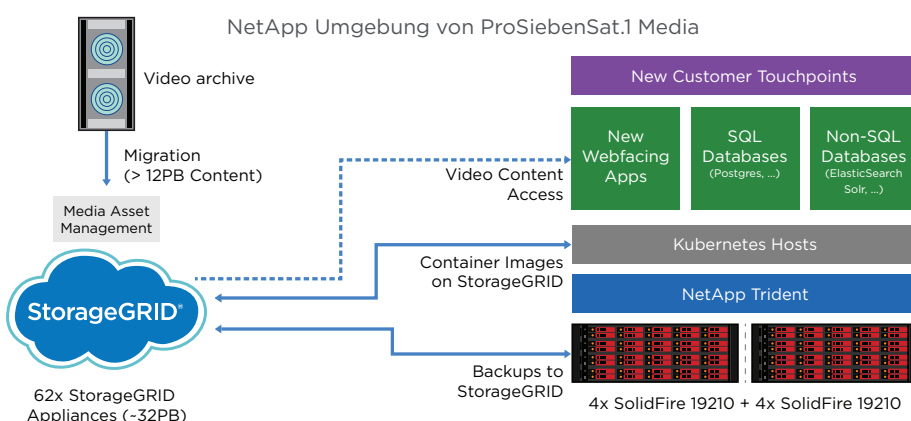 NetApp Umgebung von ProSiebenSat.1 Media
Video archive
Migration
(> 12PB Content)
Media Asset
Management
StorageGRID®
62x StorageGRID
Appliances (~32PB)
Video Content
Access
Container Images
on StorageGRID
Backups to
StorageGRID
New Customer Touchpoints
New
Webfacing
Apps
SQL
Databases
(Postgres, ...)
Non-SQL
Databases
(ElasticSearch
Solr, ...)
Kubernetes Hosts
NetApp Trident
4x SolidFire 19210 + 4x SolidFire 19210